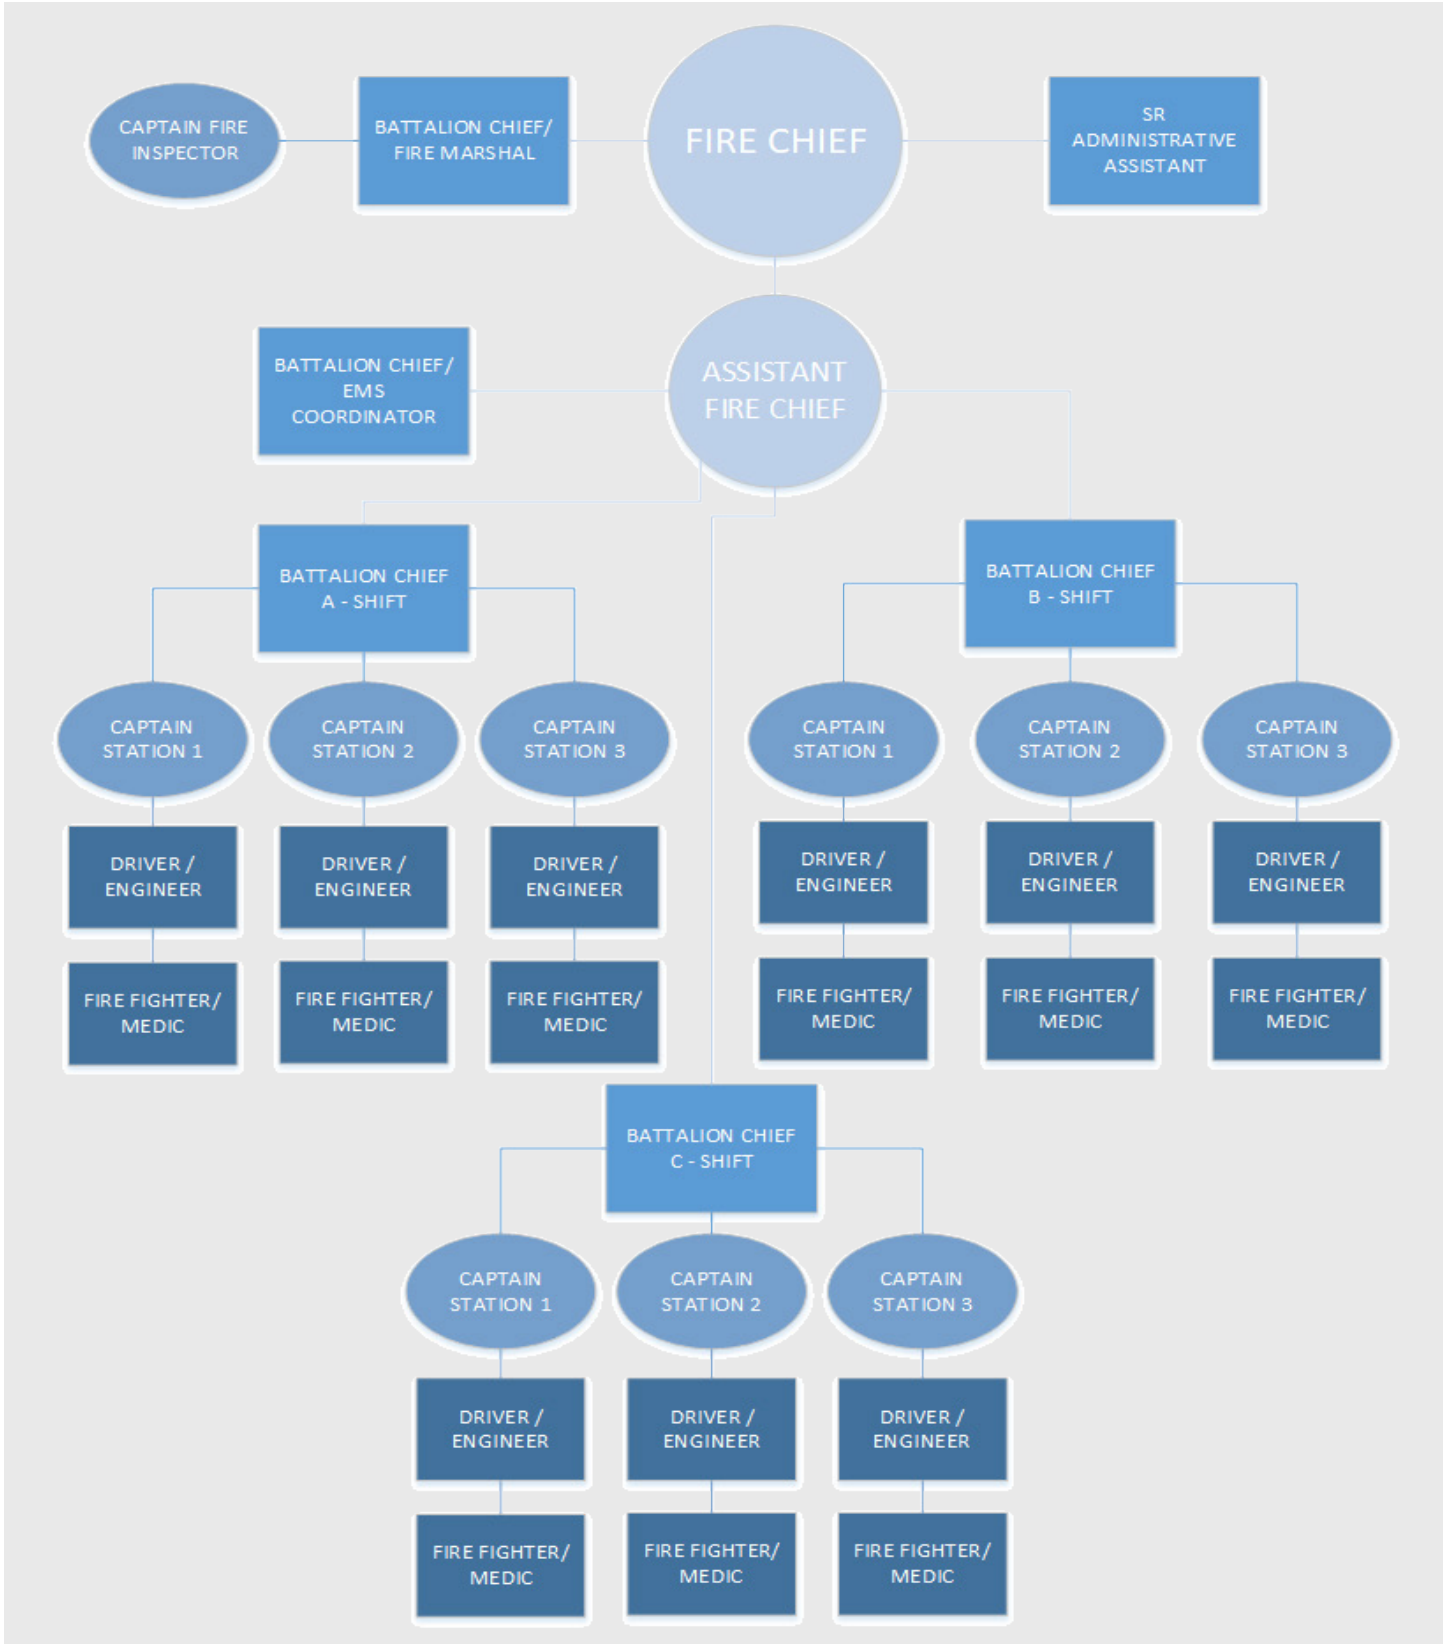 CAPTAIN FIRE
INSPECTOR
BATTALION CHIEF/
FIRE MARSHAL
FIRE CHIEF
SR
ADMINISTRATIVE
ASSISTANT
BATTALION CHIEF/
EMS
COORDINATOR
ASSISTANT
FIRE CHIEF
BATTALION CHIEF
A - SHIFT
BATTALION CHIEF
B - SHIFT
CAPTAIN
STATION 1
CAPTAIN
STATION 2
CAPTAIN
STATION 3
CAPTAIN
STATION 1
CAPTAIN
STATION 2
CAPTAIN
STATION 3
DRIVER /
ENGINEER
DRIVER /
ENGINEER
DRIVER /
ENGINEER
DRIVER /
ENGINEER
DRIVER /
ENGINEER
DRIVER /
ENGINEER
FIRE FIGHTER/
MEDIC
FIRE FIGHTER/
MEDIC
FIRE FIGHTER/
MEDIC
FIRE FIGHTER/
MEDIC
FIRE FIGHTER/
MEDIC
FIRE FIGHTER/
MEDIC
BATTALION CHIEF
C - SHIFT
CAPTAIN
STATION 1
CAPTAIN
STATION 2
CAPTAIN
STATION 3
DRIVER /
ENGINEER
DRIVER /
ENGINEER
DRIVER /
ENGINEER
FIRE FIGHTER/
MEDIC
FIRE FIGHTER/
MEDIC
FIRE FIGHTER/
MEDIC